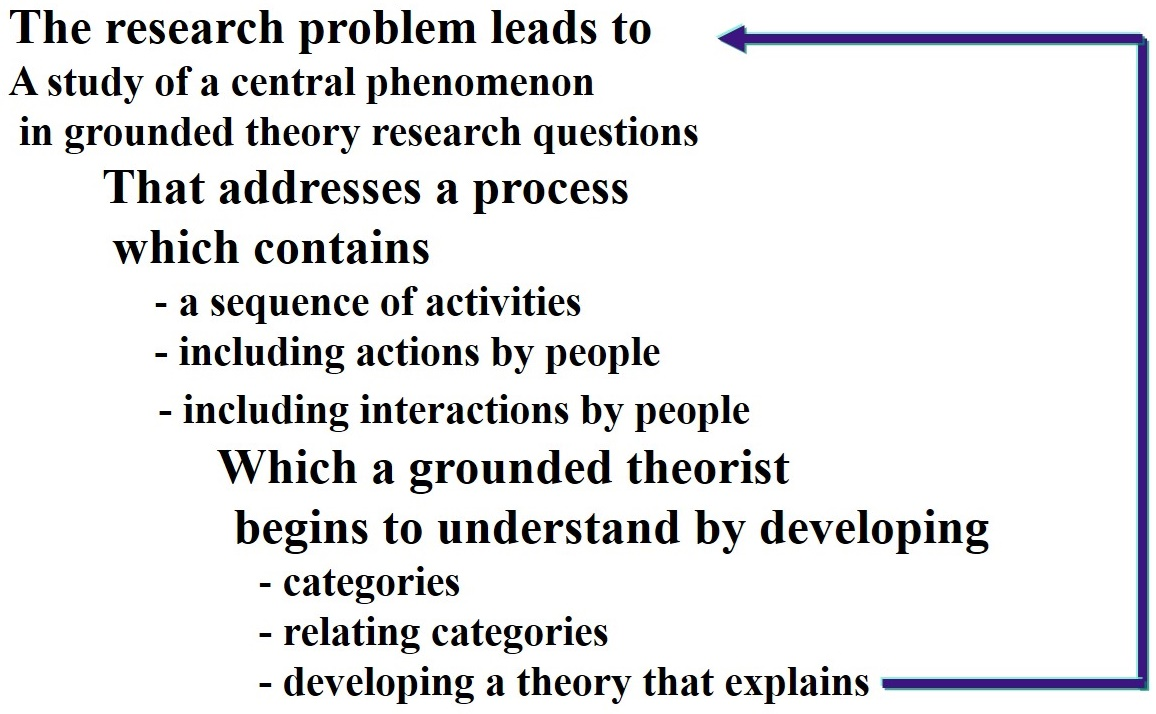 The research problem leads to
A study of a central phenomenon
in grounded theory research questions
That addresses a process
which contains
- a sequence of activities
- including actions by people
- including interactions by people
Which a grounded theorist
begins to understand by developing
- categories
- relating categories
- developing a theory that explains